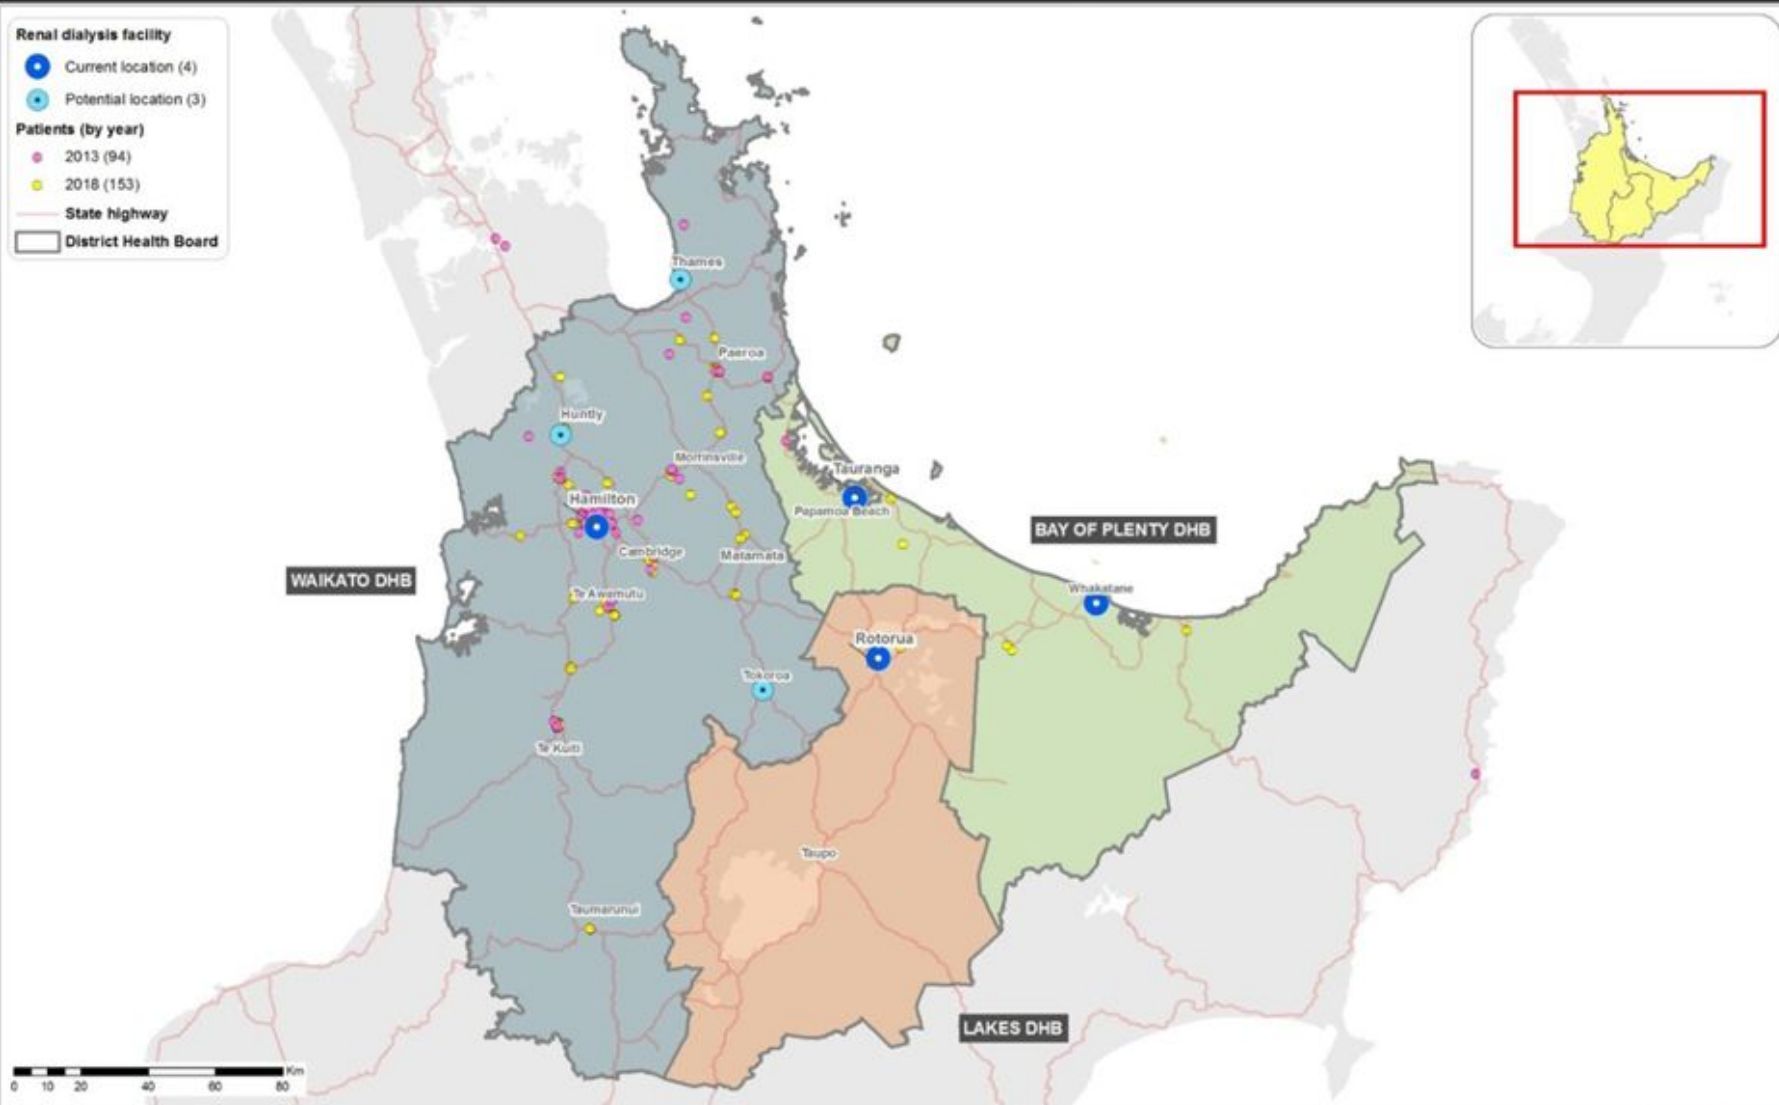 Renal dialysis facility
Current location (4)
Potential location (3)
Patients (by year)
2013 (94)
2018 (153)
State highway
District Health Board
Thames
Paeroa
Huntly
Morrinsville
Tauranga
Hamilton
Papamoa Beach
BAY OF PLENTY DHB
Cambridge
Matamata
WAIKATO DHB
Te Awamutu
Whakatane
Rotorua
Tokoroa
Te Kuiti
Taupo
Taumarunui
LAKES DHB
Km
0 10 20 40 60 80